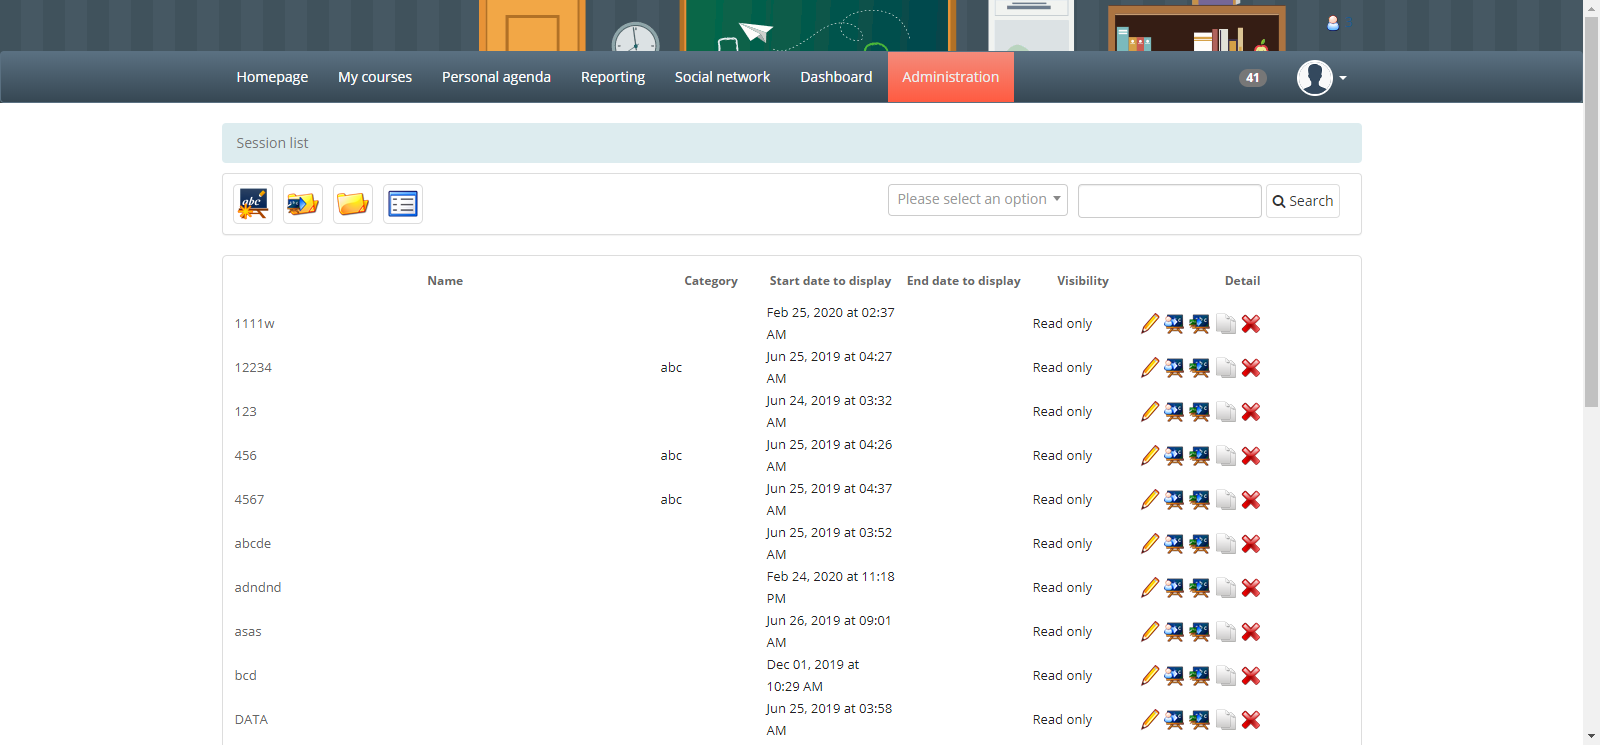 Homepage My courses Personal agenda Reporting Social network Dashboard Administration 41
Session list
abc Please select an option Search
Name Category Start date to display End date to display Visibility Detail
1111w Feb 25, 2020 at 02:37 AM Read only
12234 abc Jun 25, 2019 at 04:27 AM Read only
123 Jun 24, 2019 at 03:32 AM Read only
456 abc Jun 25, 2019 at 04:26 AM Read only
4567 abc Jun 25, 2019 at 04:37 AM Read only
abcde Jun 25, 2019 at 03:52 AM Read only
adndnd Feb 24, 2020 at 11:18 PM Read only
asas Jun 26, 2019 at 09:01 AM Read only
bcd Dec 01, 2019 at 10:29 AM Read only
DATA Jun 25, 2019 at 03:58 AM Read only